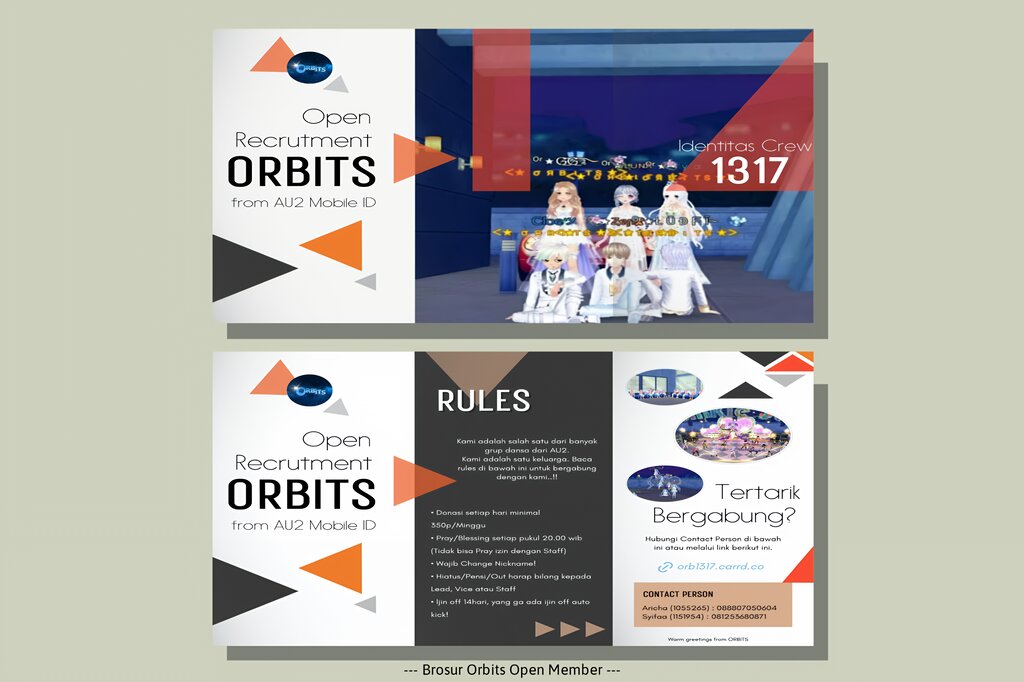 ORBITS
Open
Recrutment
ORBITS
from AU2 Mobile ID
Identitas Crew
1317
ORBITS
Open
Recrutment
ORBITS
from AU2 Mobile ID
RULES
Kami adalah salah satu dari banyak
grup dansa dari AU2.
Kami adalah satu keluarga. Baca
rules di bawah ini untuk bergabung
dengan kami..!!
• Donasi setiap hari minimal
350p/Minggu
• Pray/Blessing setiap pukul 20.00 wib
(Tidak bisa Pray izin dengan Staff)
• Wajib Change Nickname!
• Hiatus/Pensi/Out harap bilang kepada
Lead, Vice atau Staff
• Ijin off 14hari, yang ga ada ijin off auto
kick!
Tertarik
Bergabung?
Hubungi Contact Person di bawah
ini atau melalui link berikut ini.
orb1317.carrd.co
CONTACT PERSON
Aricha (1055265) : 088807050604
Syifaa (1151954) : 081253680871
Warm greetings from ORBITS
--- Brosur Orbits Open Member ---